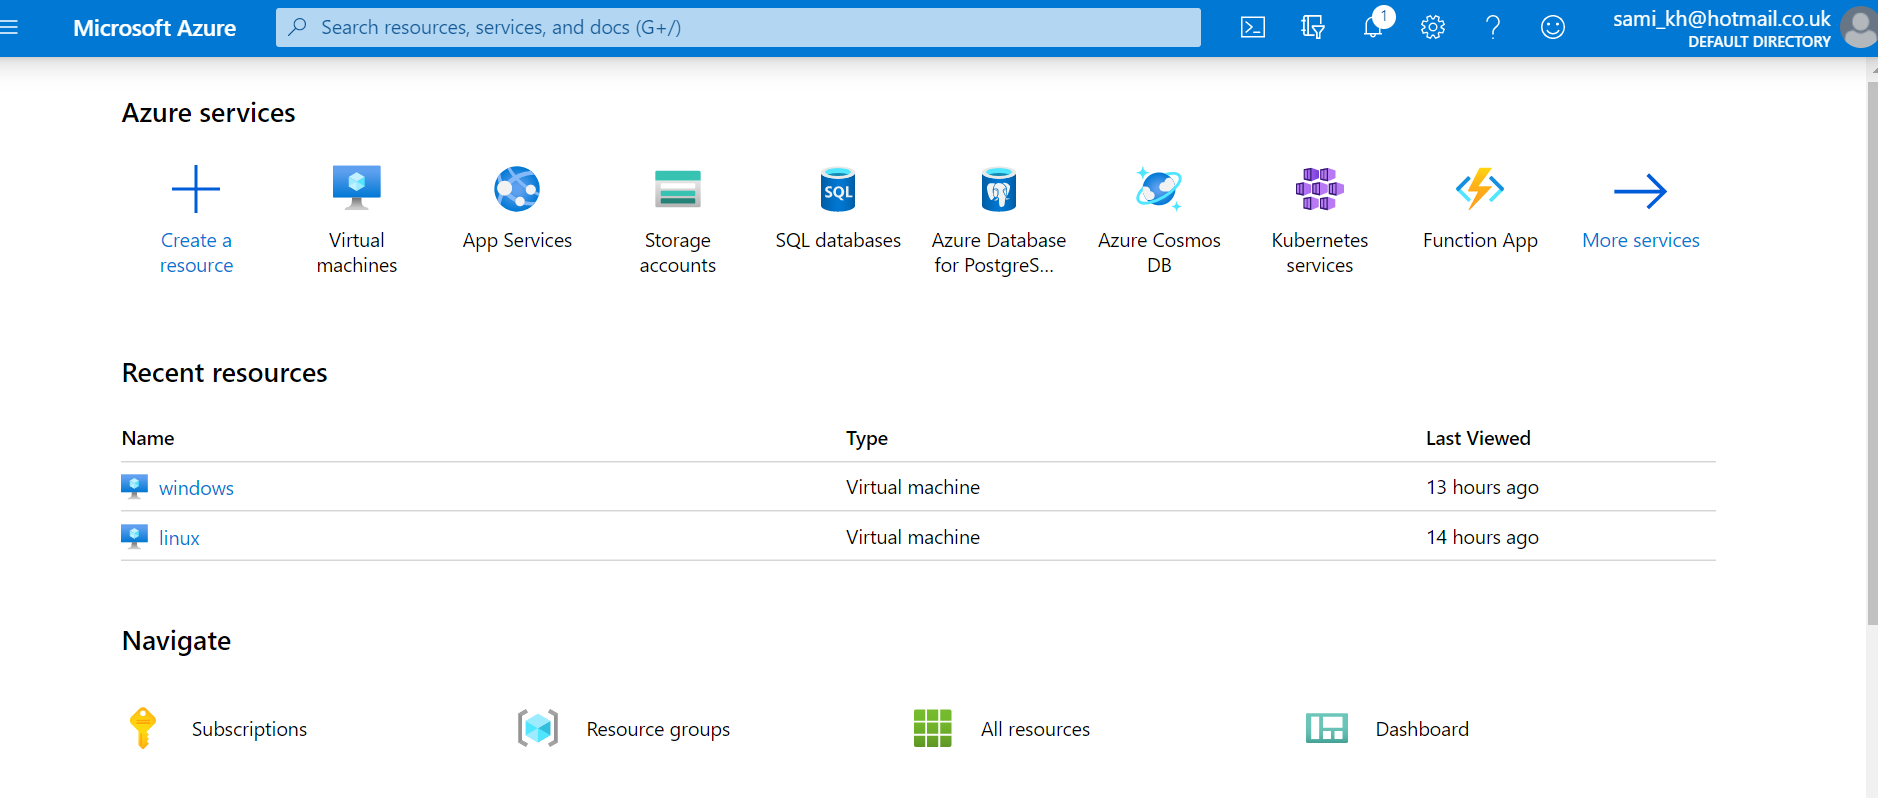 Microsoft Azure
Search resources, services, and docs (G+/)
1
sami_kh@hotmail.co.uk
DEFAULT DIRECTORY
Azure services
Create a
resource
Virtual
machines
App Services
Storage
accounts
SQL
SQL databases
Azure Database
for PostgreS...
Azure Cosmos
DB
Kubernetes
services
Function App
More services
Recent resources
Name Type Last Viewed
windows Virtual machine 13 hours ago
linux Virtual machine 14 hours ago
Navigate
Subscriptions Resource groups All resources Dashboard